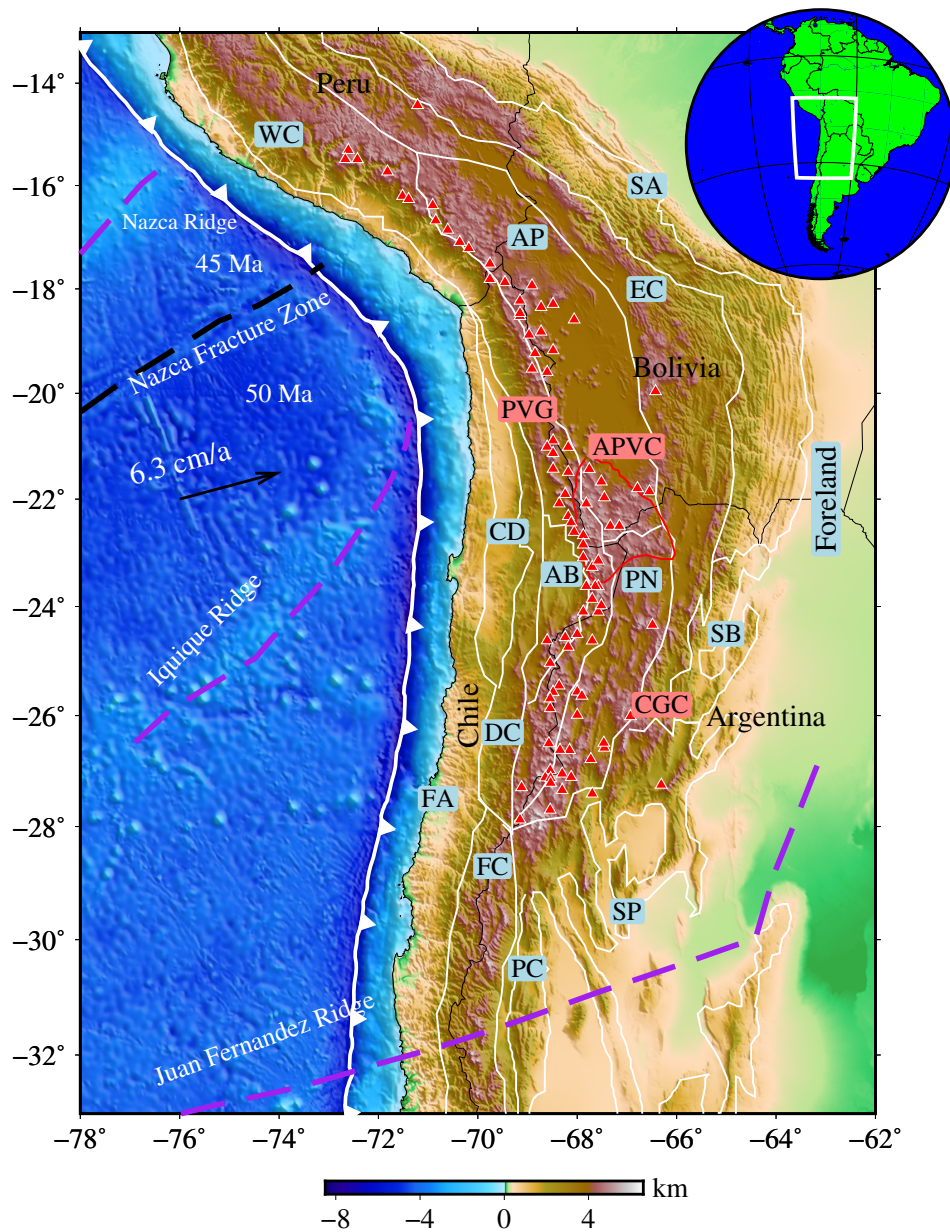 −14°
−16°
−18°
−20°
−22°
−24°
−26°
−28°
−30°
−32°
Peru
WC
SA
Nazca Ridge
AP
45 Ma
EC
Nazca Fracture Zone
Bolivia
50 Ma
PVG
APVC
6.3 cm/a
Foreland
CD
AB
PN
Iquique Ridge
SB
Chile
CGC
DC
Argentina
FA
FC
SP
PC
Juan Fernandez Ridge
−78° −76° −74° −72° −70° −68° −66° −64° −62°
km
−8 −4 0 4